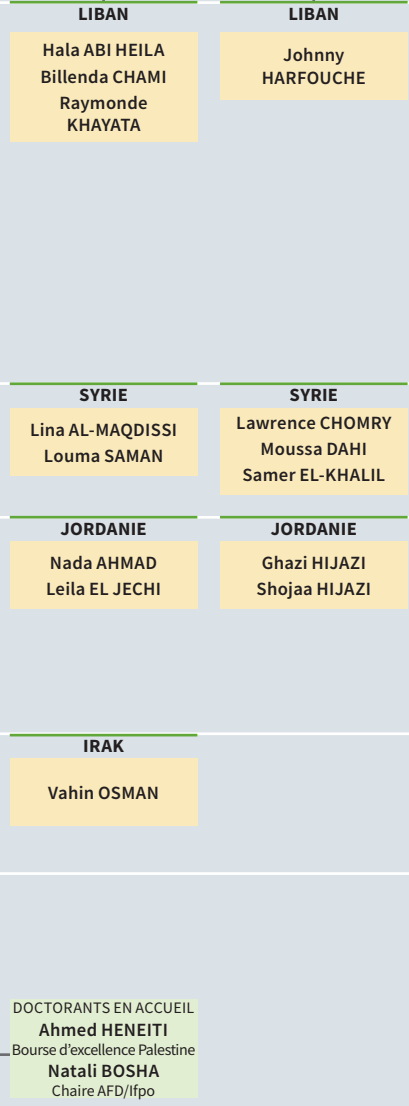 LIBAN
Hala ABI HEILA
Billenda CHAMI
Raymonde
KHAYATA
LIBAN
Johnny
HARFOUCHE
SYRIE
Lina AL-MAQDISSI
Louma SAMAN
SYRIE
Lawrence CHOMRY
Moussa DAHI
Samer EL-KHALIL
JORDANIE
Nada AHMAD
Leila EL JECHI
JORDANIE
Ghazi HIJAZI
Shojaa HIJAZI
IRAK
Vahin OSMAN
DOCTORANTS EN ACCUEIL
Ahmed HENEITI
Bourse d’excellence Palestine
Natali BOSHA
Chaire AFD/Ifpo